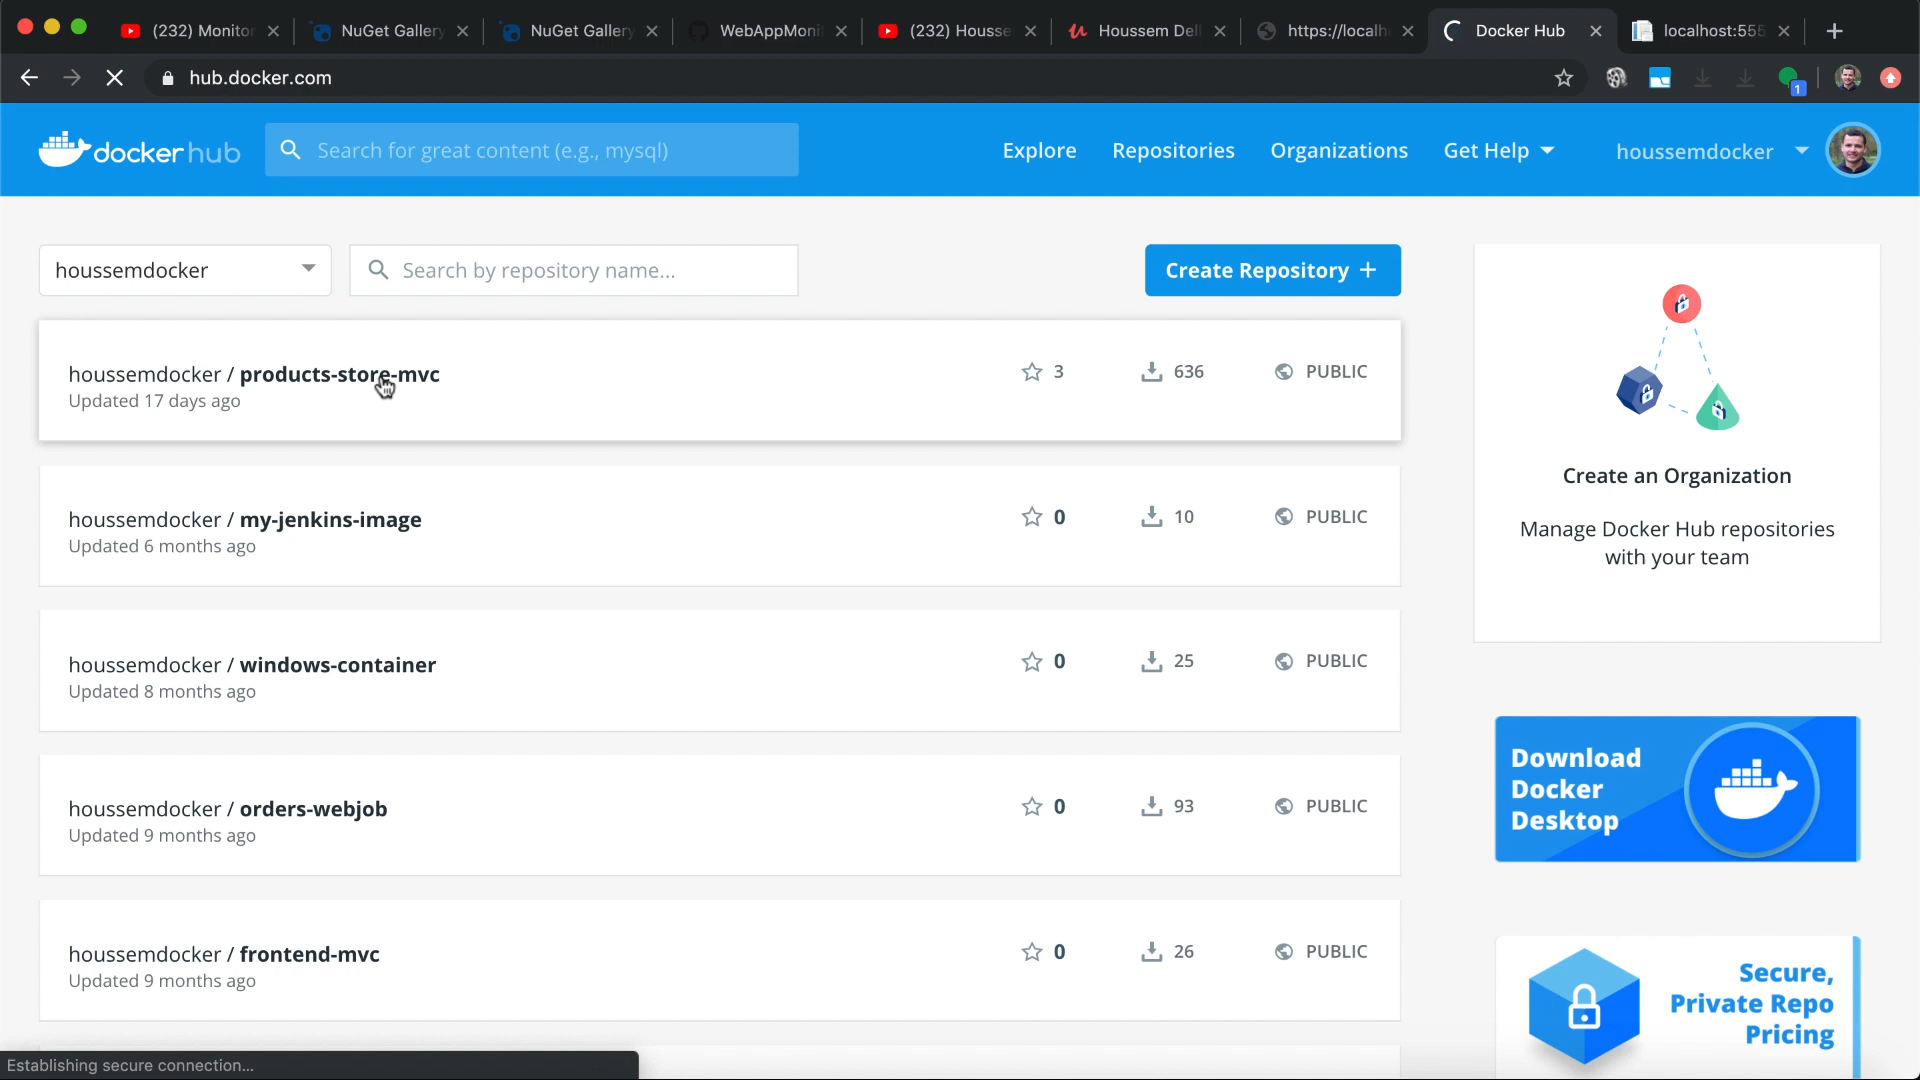 (232) Monitor
NuGet Gallery
NuGet Gallery
WebAppMoni
(232) Housse
Houssem Dell
https://localh
Docker Hub
localhost:555
hub.docker.com
1
dockerhub
Search for great content (e.g., mysql)
Explore
Repositories
Organizations
Get Help
houssemdocker
houssemdocker
Search by repository name...
Create Repository +
houssemdocker / products-store-mvc
Updated 17 days ago
3
636
PUBLIC
houssemdocker / my-jenkins-image
Updated 6 months ago
0
10
PUBLIC
houssemdocker / windows-container
Updated 8 months ago
0
25
PUBLIC
houssemdocker / orders-webjob
Updated 9 months ago
0
93
PUBLIC
houssemdocker / frontend-mvc
Updated 9 months ago
0
26
PUBLIC
Create an Organization
Manage Docker Hub repositories
with your team
Download
Docker
Desktop
Secure,
Private Repo
Pricing
Establishing secure connection...